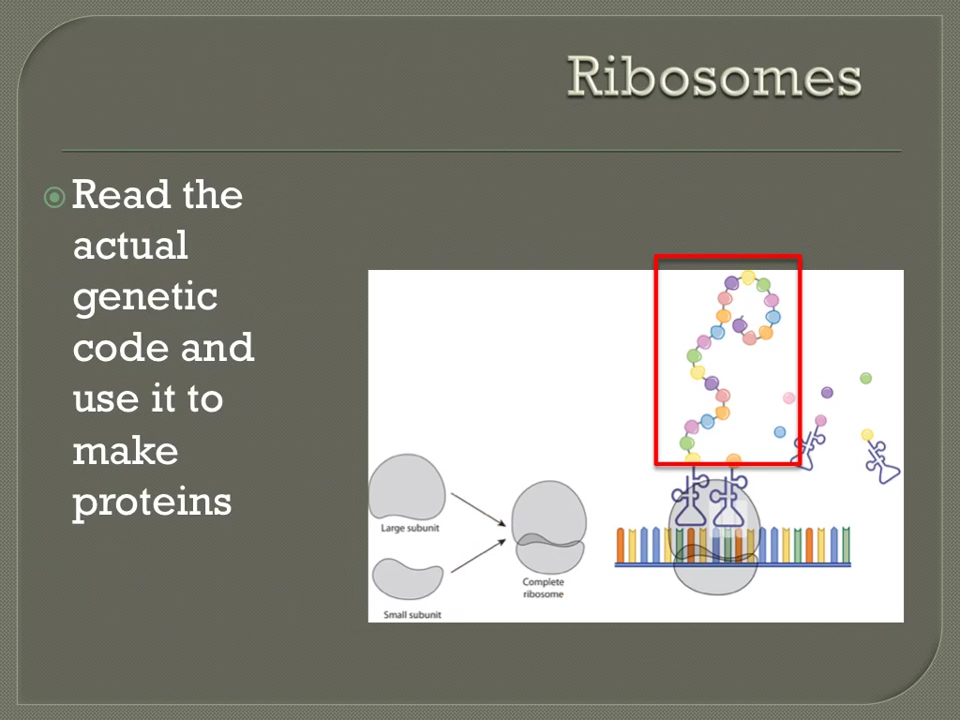 Ribosomes
Read the
actual
genetic
code and
use it to
make
proteins
Large subunit
Complete
ribosome
Small subunit